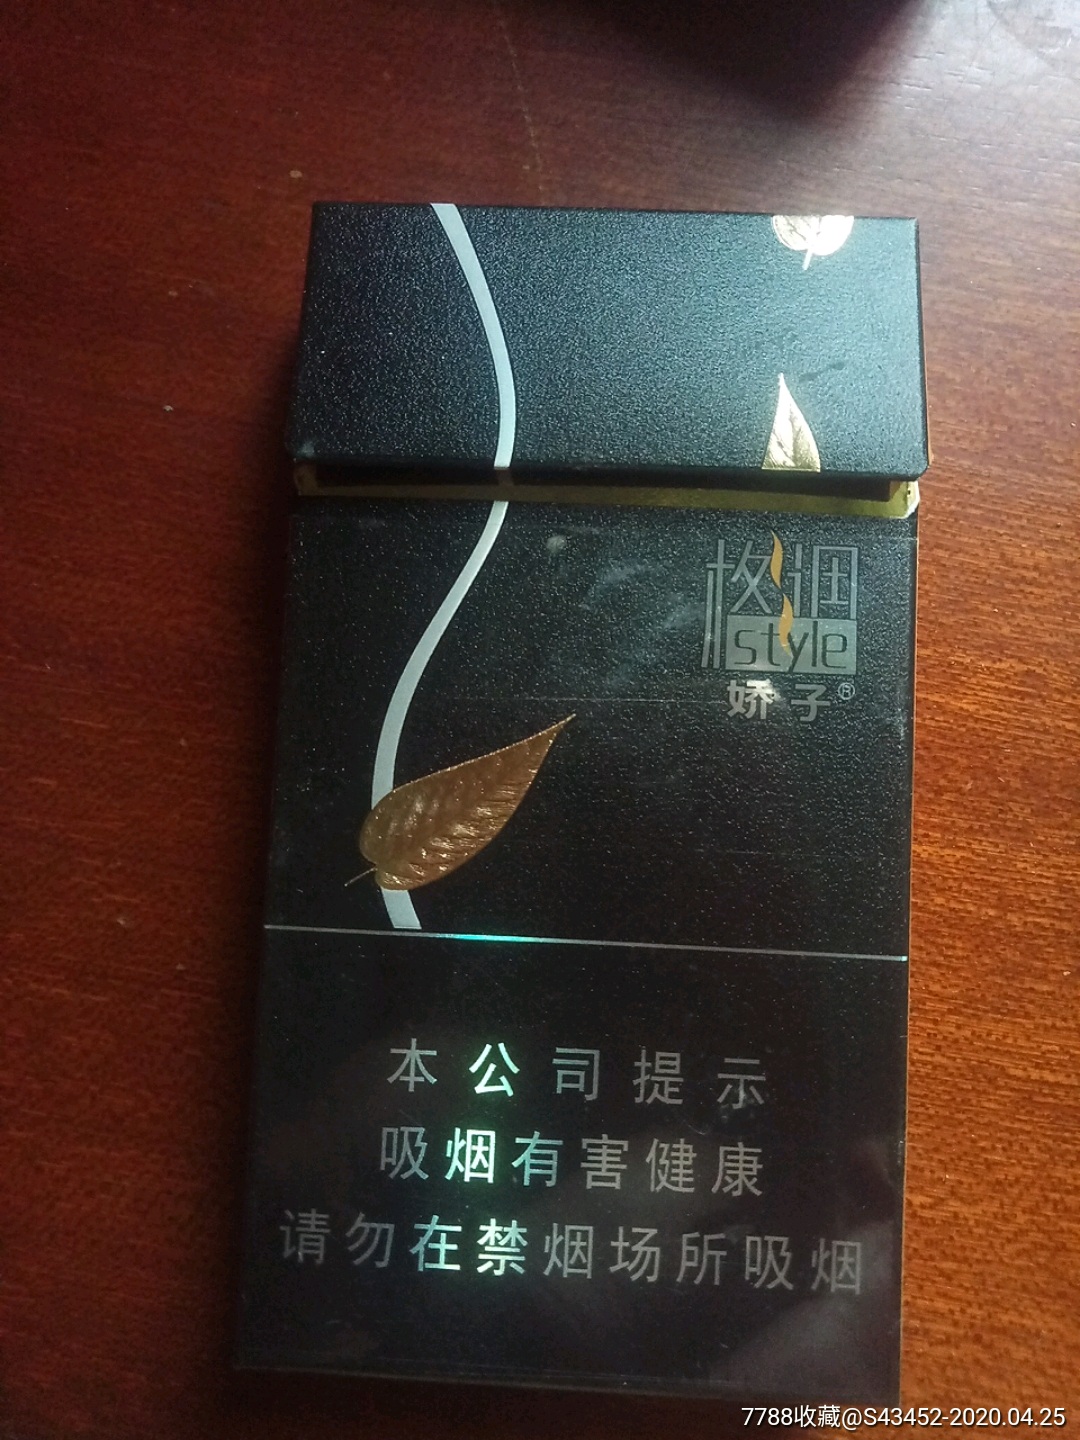 格调
style
娇子®
本公司提示
吸烟有害健康
请勿在禁烟场所吸烟
7788收藏@S43452-2020.04.25